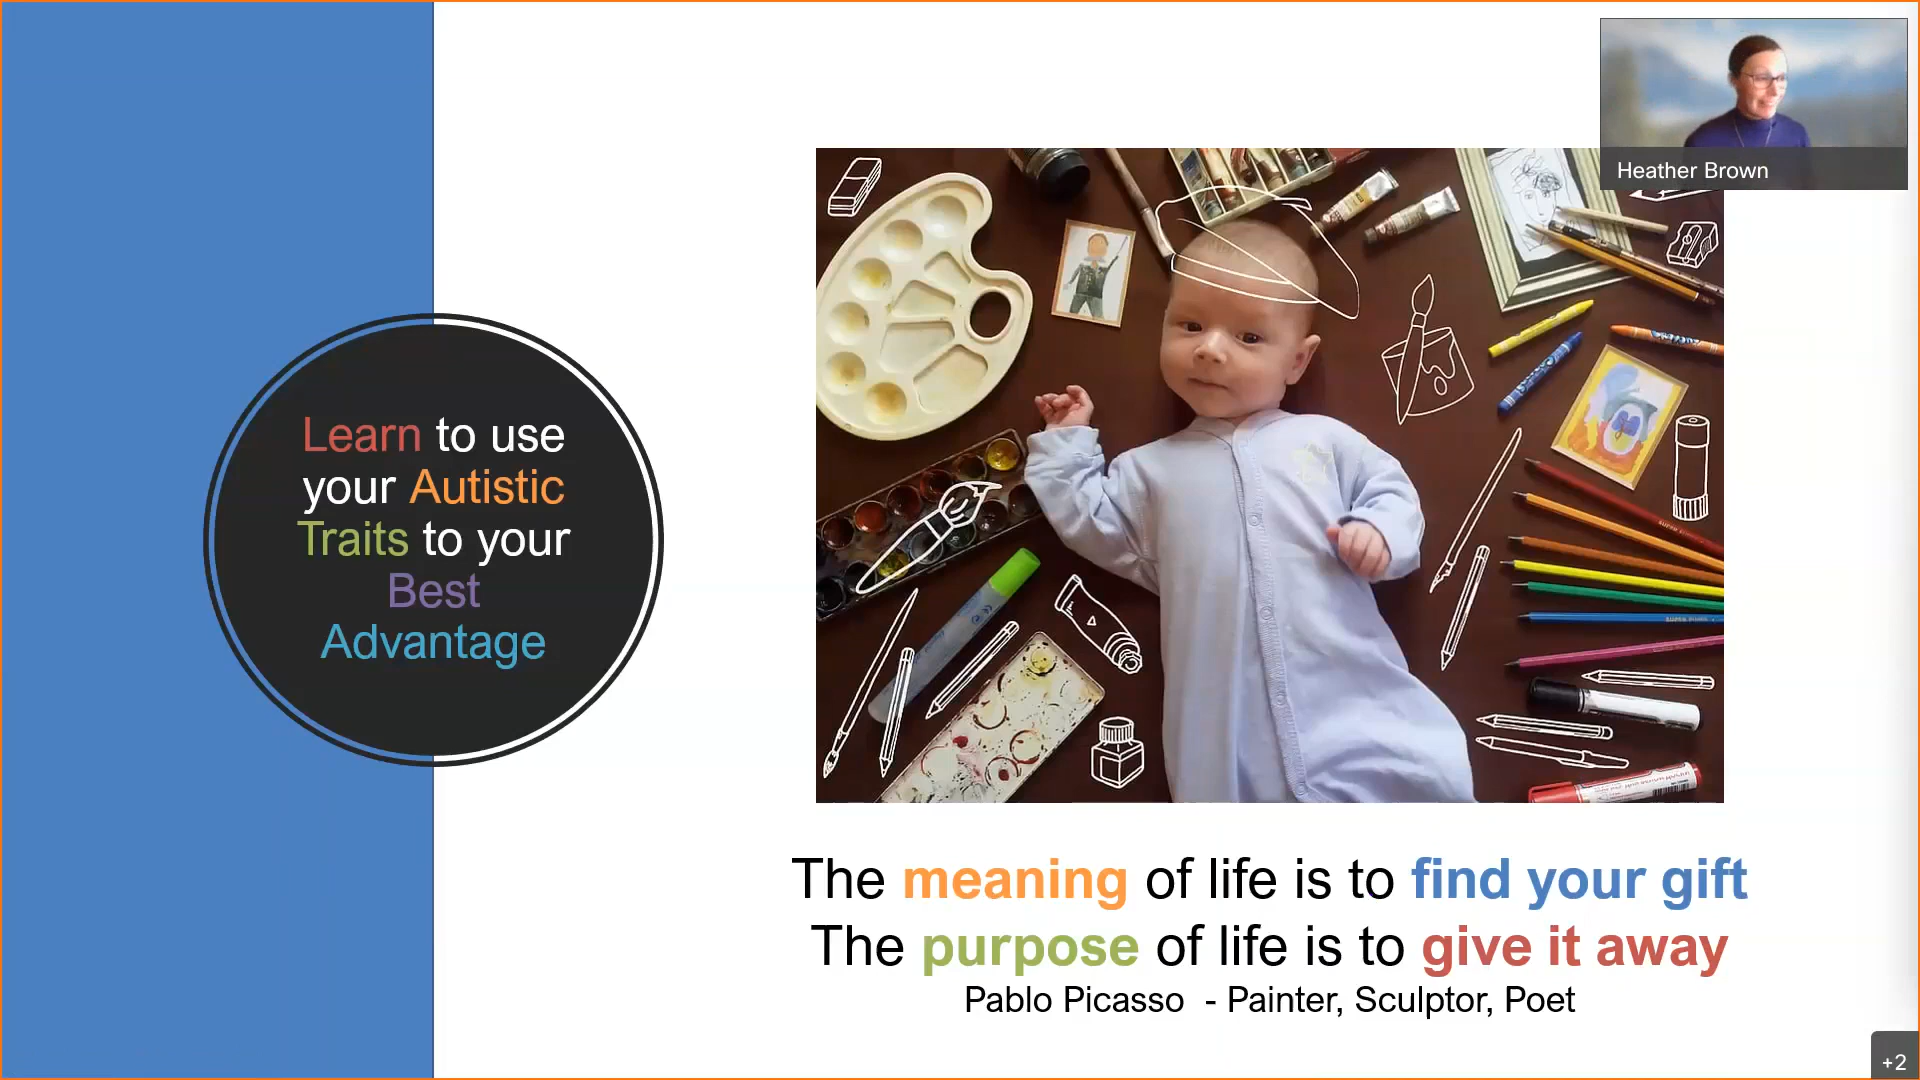 Learn to use
your Autistic
Traits to your
Best
Advantage
Heather Brown
The meaning of life is to find your gift
The purpose of life is to give it away
Pablo Picasso - Painter, Sculptor, Poet
+2